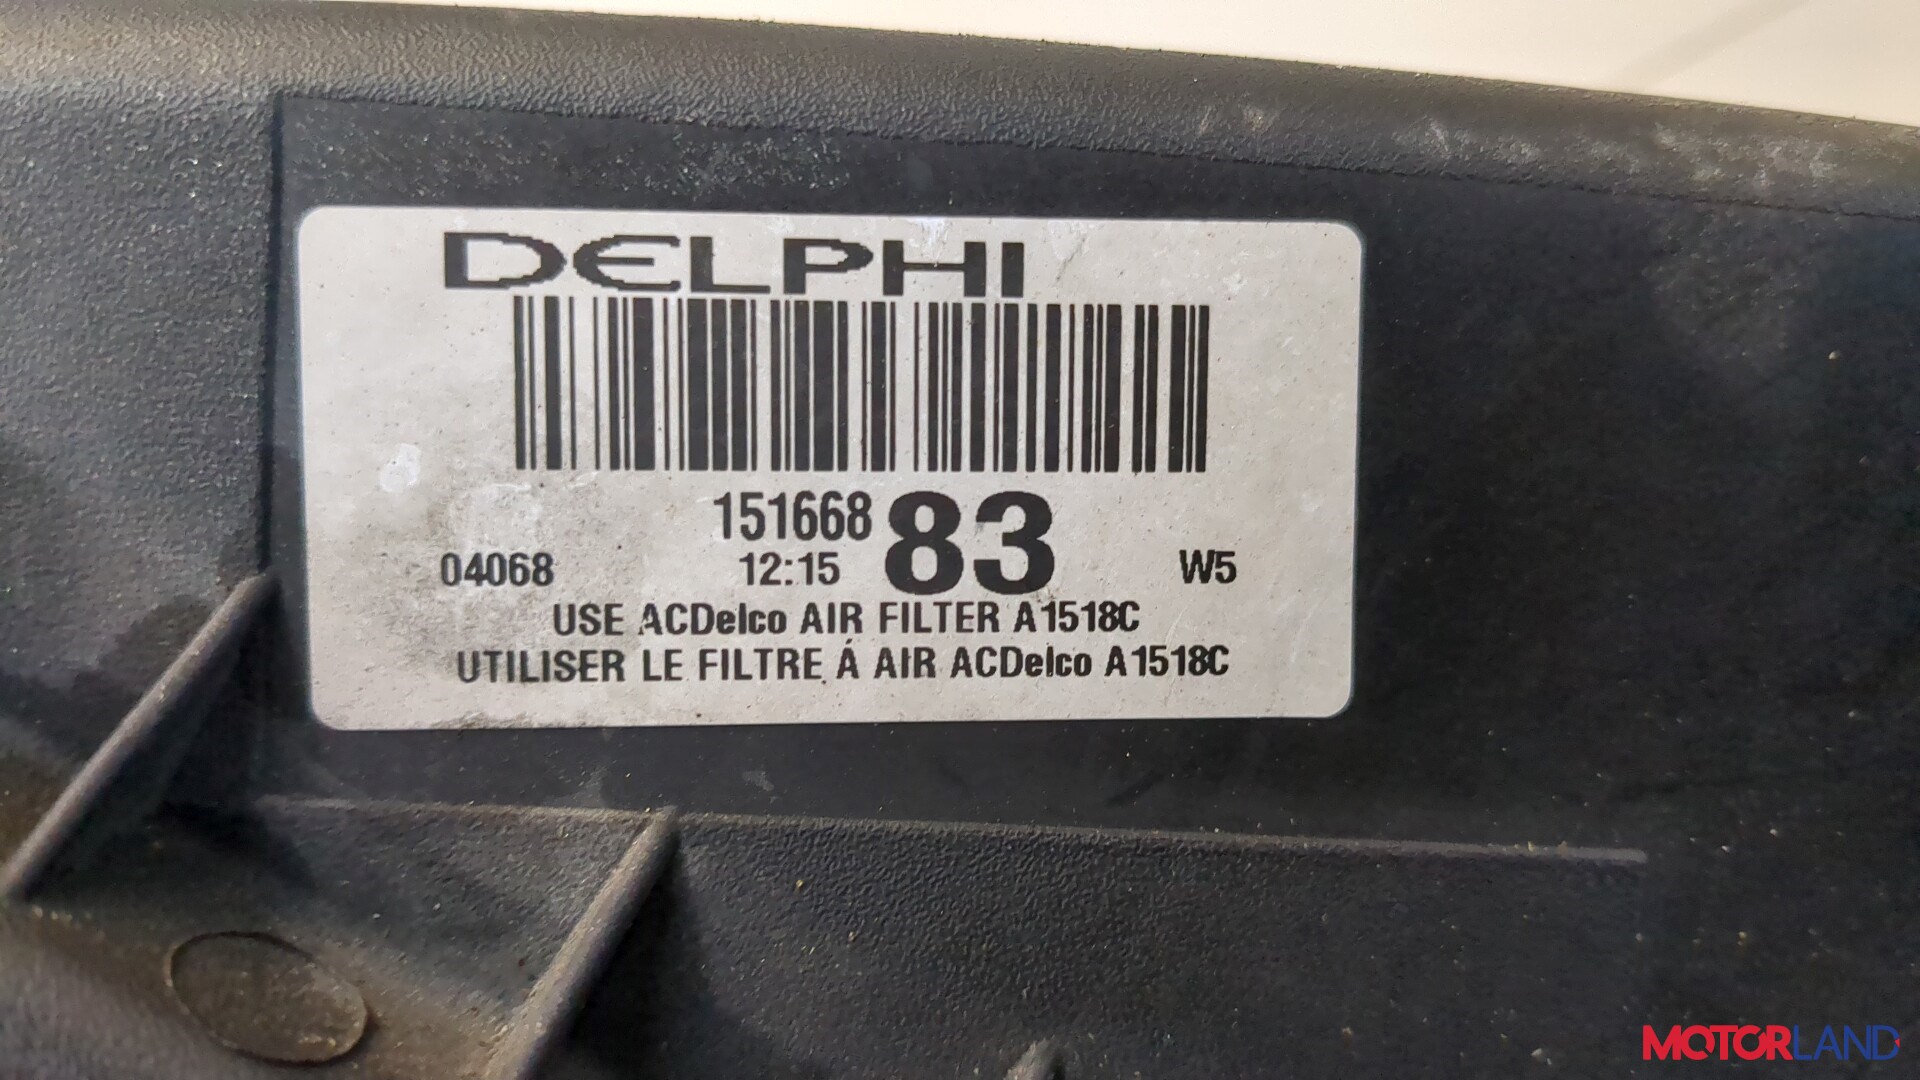 DELPHI
151668 83
04068 12:15 W5
USE ACDelco AIR FILTER A1518C
UTILISER LE FILTRE Á AIR ACDelco A1518C
MOTORLAND